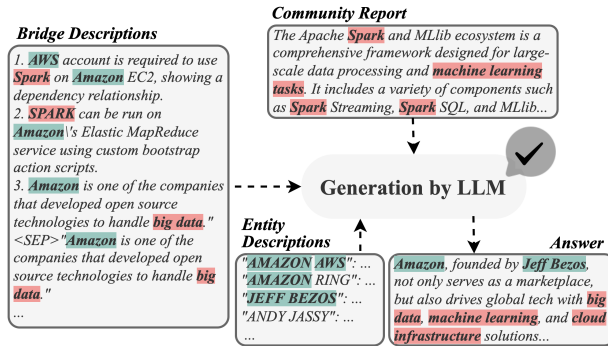 Bridge Descriptions
1. AWS account is required to use
Spark on Amazon EC2, showing a
dependency relationship.
2. SPARK can be run on
Amazon\'s Elastic MapReduce
service using custom bootstrap
action scripts.
3. Amazon is one of the companies
that developed open source
technologies to handle big data."
<SEP>"Amazon is one of the
companies that developed open
source technologies to handle big
data."
...
Community Report
The Apache Spark and MLlib ecosystem is a
comprehensive framework designed for large-
scale data processing and machine learning
tasks. It includes a variety of components such
as Spark Streaming, Spark SQL, and MLlib...
Generation by LLM
Entity
Descriptions
"AMAZON AWS": ...
"AMAZON RING": ...
"JEFF BEZOS": ...
"ANDY JASSY": ...
...
Answer
Amazon, founded by Jeff Bezos,
not only serves as a marketplace,
but also drives global tech with big
data, machine learning, and cloud
infrastructure solutions...